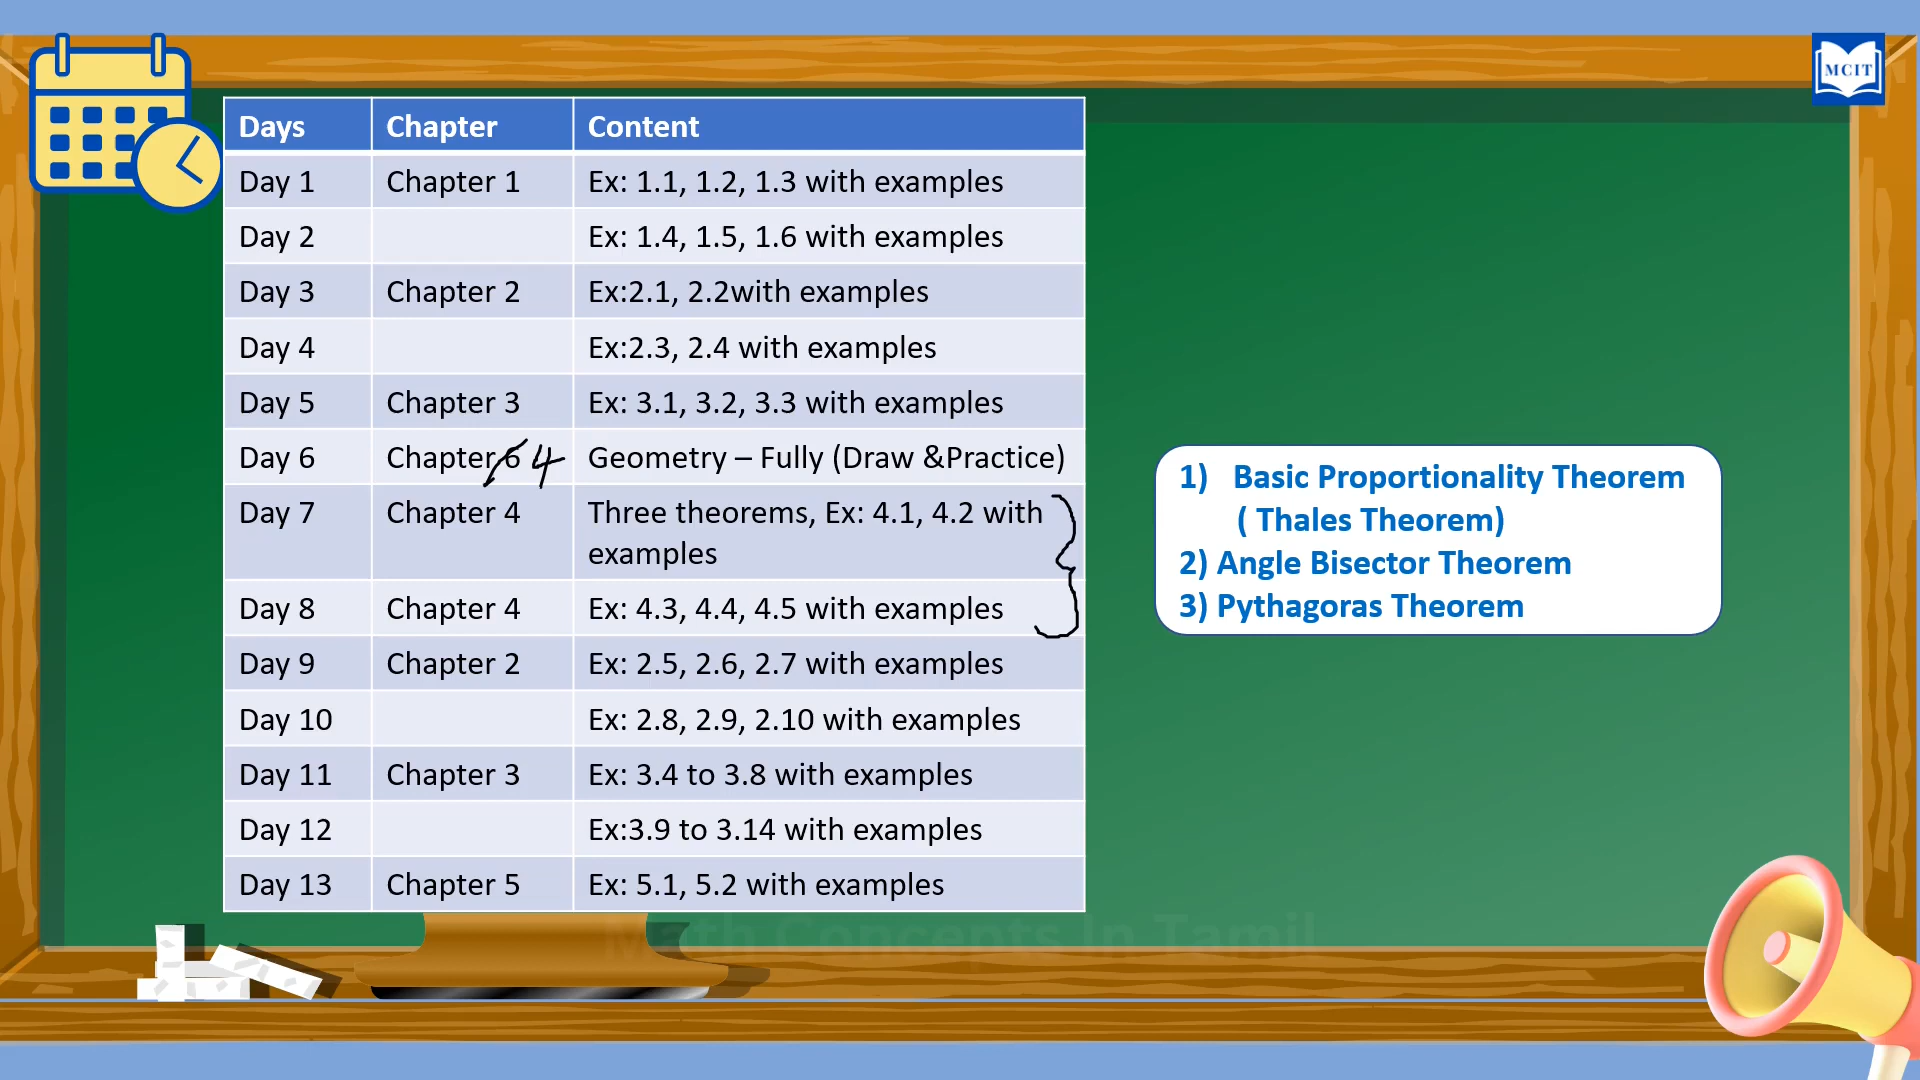 MCIT
Days Chapter Content
Day 1 Chapter 1 Ex: 1.1, 1.2, 1.3 with examples
Day 2 Ex: 1.4, 1.5, 1.6 with examples
Day 3 Chapter 2 Ex:2.1, 2.2with examples
Day 4 Ex:2.3, 2.4 with examples
Day 5 Chapter 3 Ex: 3.1, 3.2, 3.3 with examples
Day 6 Chapter 6 4 Geometry – Fully (Draw &Practice)
Day 7 Chapter 4 Three theorems, Ex: 4.1, 4.2 with
examples
Day 8 Chapter 4 Ex: 4.3, 4.4, 4.5 with examples
Day 9 Chapter 2 Ex: 2.5, 2.6, 2.7 with examples
Day 10 Ex: 2.8, 2.9, 2.10 with examples
Day 11 Chapter 3 Ex: 3.4 to 3.8 with examples
Day 12 Ex:3.9 to 3.14 with examples
Day 13 Chapter 5 Ex: 5.1, 5.2 with examples
1) Basic Proportionality Theorem
( Thales Theorem)
2) Angle Bisector Theorem
3) Pythagoras Theorem
Math Concepts In Tamil